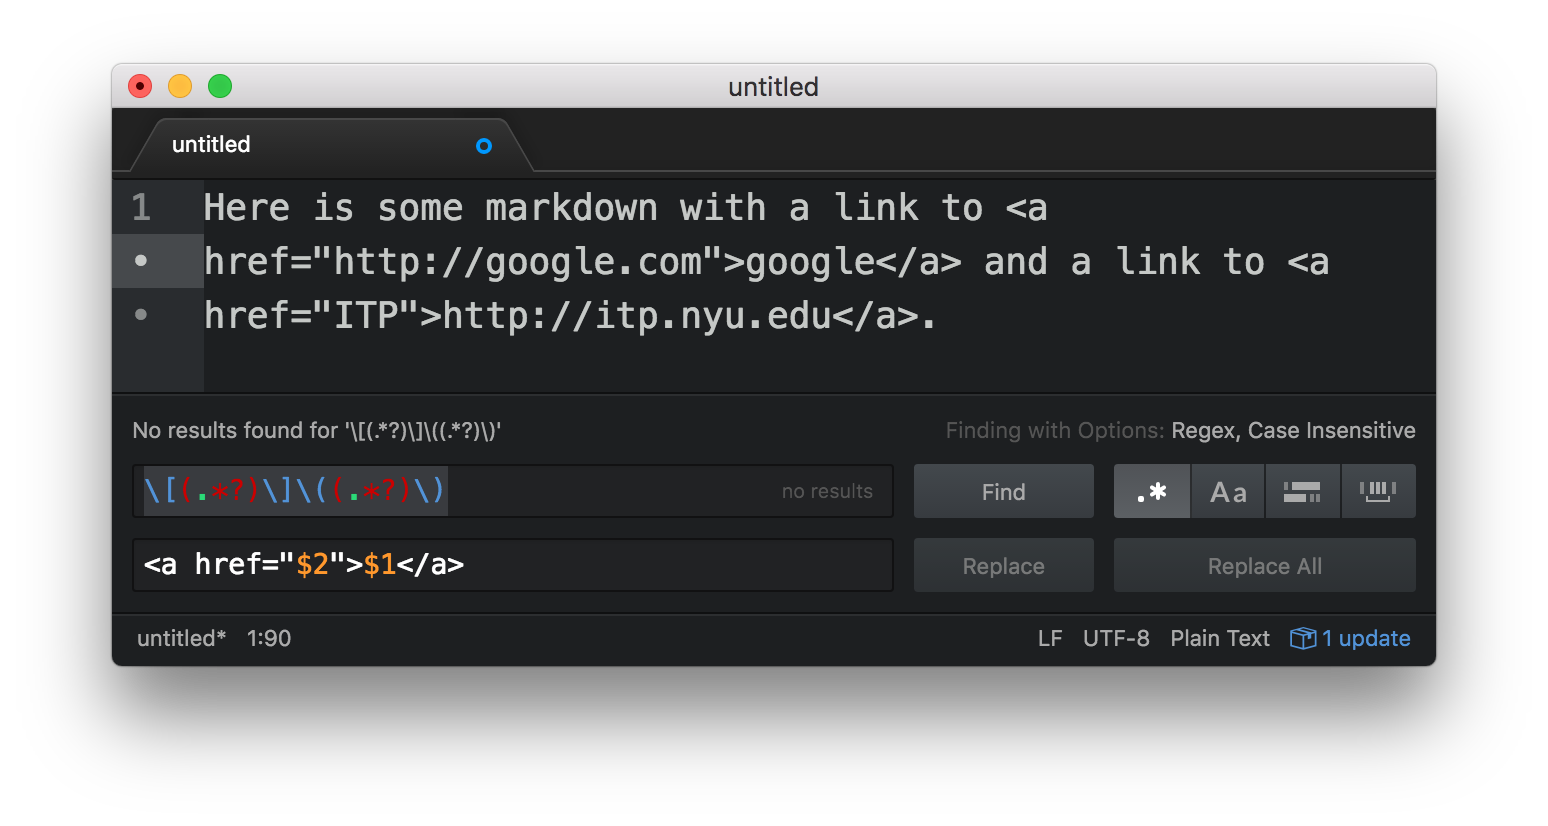 untitled
untitled
1 Here is some markdown with a link to <a
• href="http://google.com">google</a> and a link to <a
• href="ITP">http://itp.nyu.edu</a>.
No results found for '\[(.*?)\]\((.*?)\)' Finding with Options: Regex, Case Insensitive
\[(.*?)\]\((.*?)\) no results Find .* Aa
<a href="$2">$1</a> Replace Replace All
untitled* 1:90 LF UTF-8 Plain Text 1 update